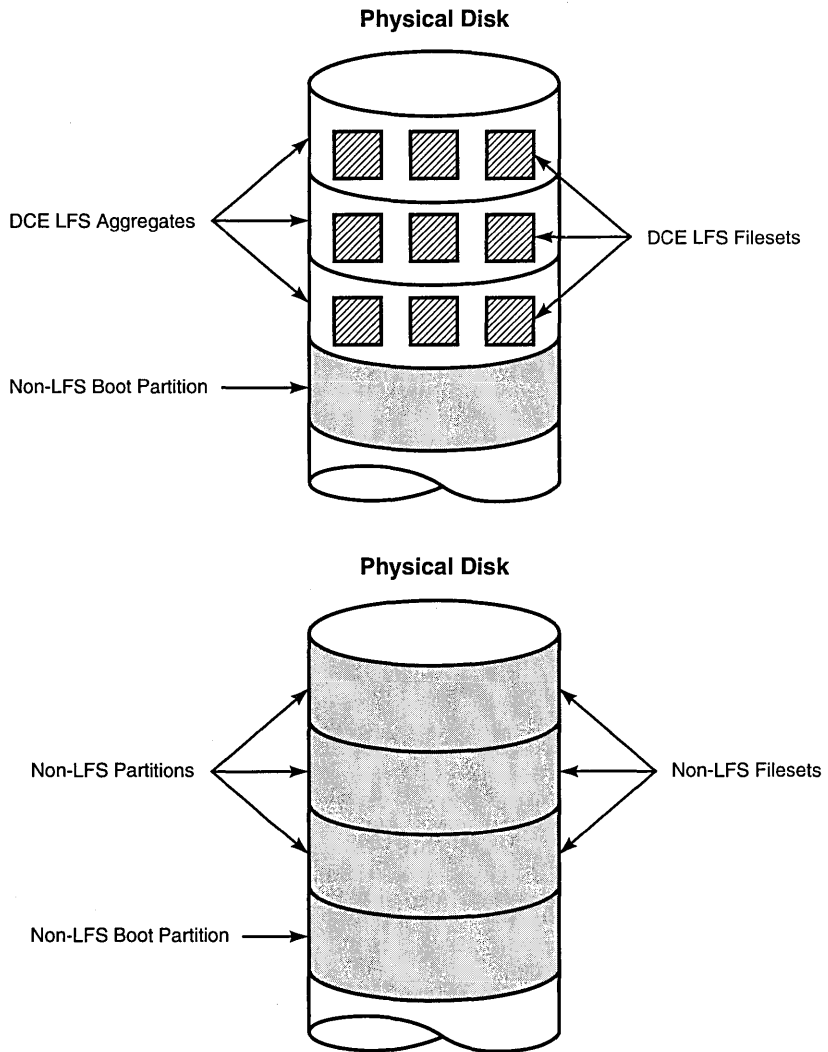 Physical Disk
DCE LFS Aggregates
DCE LFS Filesets
Non-LFS Boot Partition
Physical Disk
Non-LFS Partitions
Non-LFS Filesets
Non-LFS Boot Partition